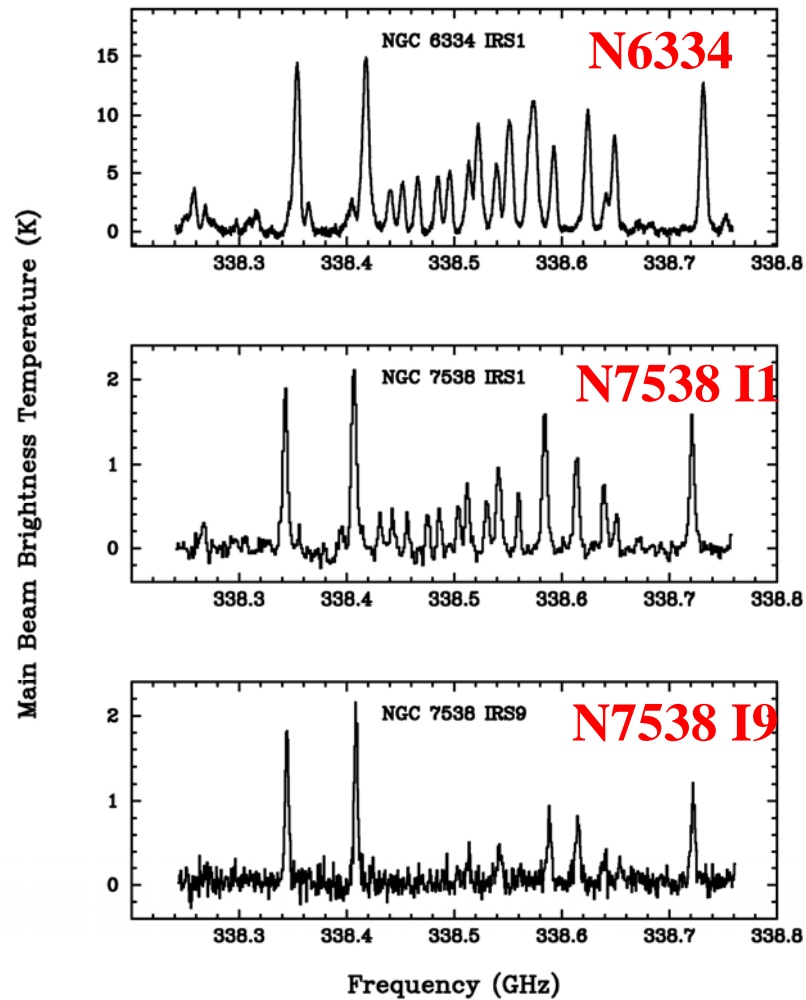 Main Beam Brightness Temperature (K)
NGC 6334 IRS1
N6334
15
10
5
0
338.3 338.4 338.5 338.6 338.7 338.8
NGC 7538 IRS1
N7538 I1
2
1
0
338.3 338.4 338.5 338.6 338.7 338.8
NGC 7538 IRS9
N7538 I9
2
1
0
338.3 338.4 338.5 338.6 338.7 338.8
Frequency (GHz)